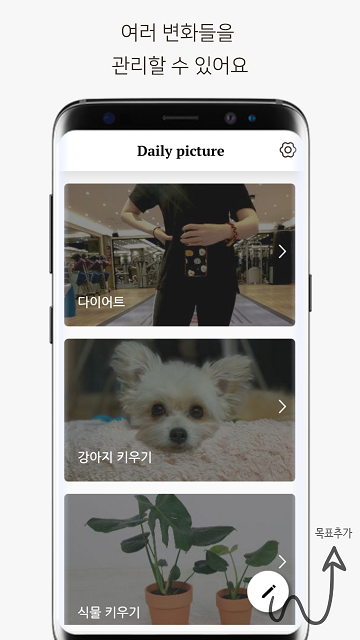 여러 변화들을
관리할 수 있어요
Daily picture
다이어트
강아지 키우기
목표추가
식물 키우기